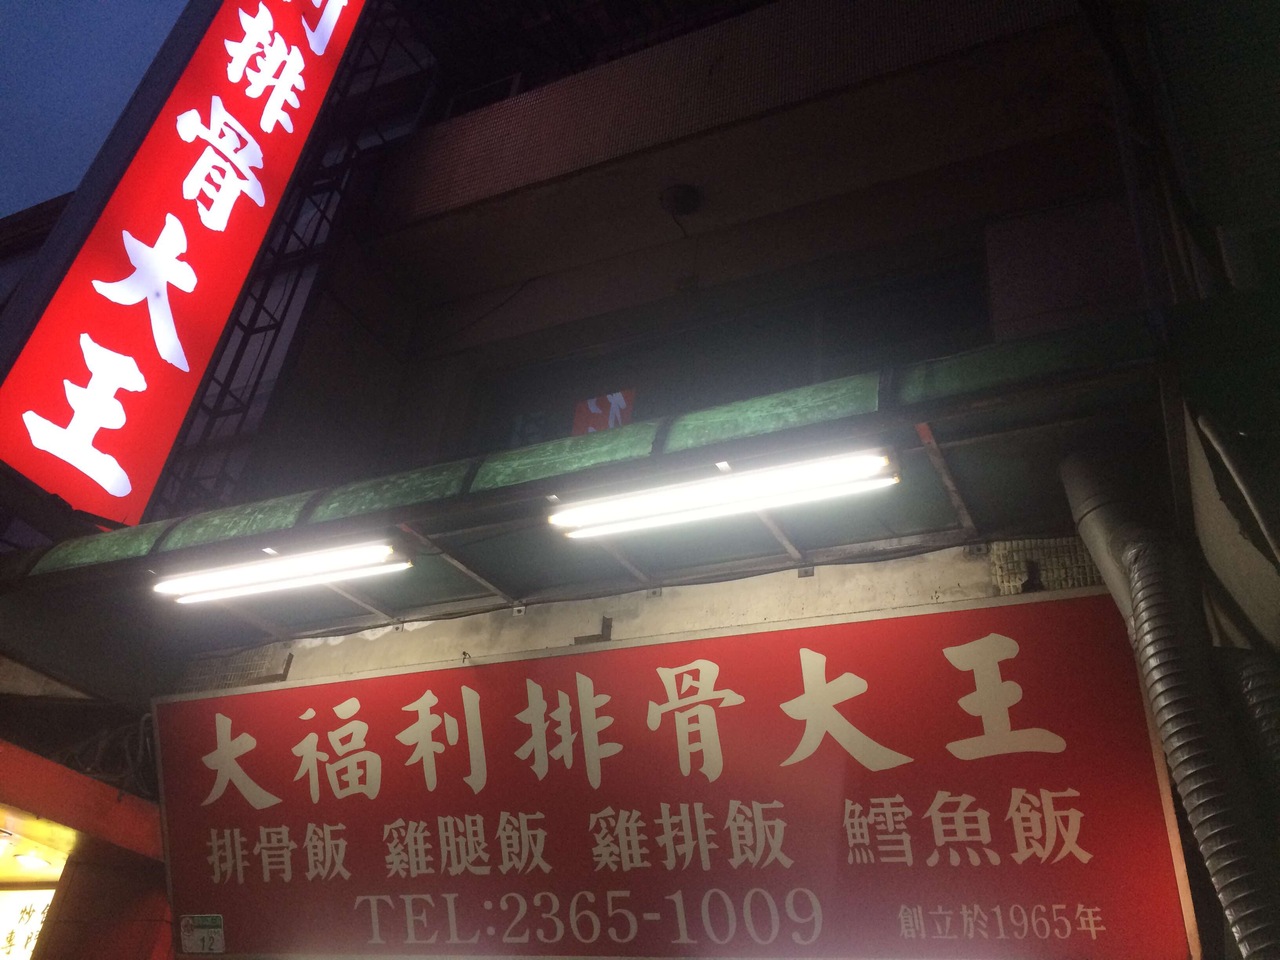 排骨大王
大福利排骨大王
排骨飯 雞腿飯 雞排飯 鱈魚飯
TEL:2365-1009
創立於1965年
12